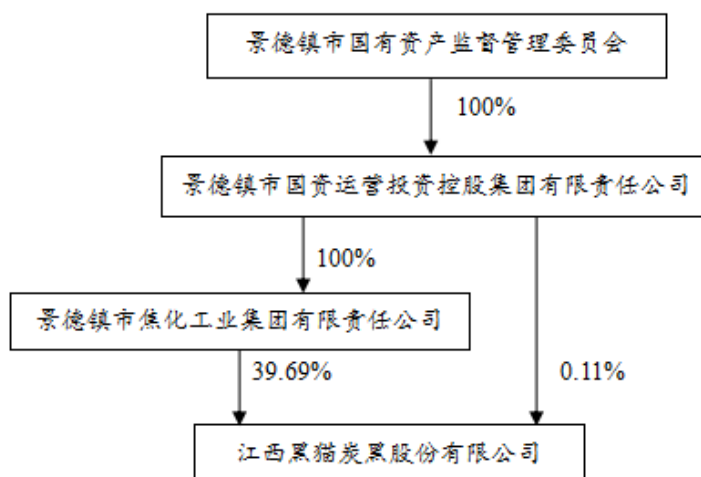 景德镇市国有资产监督管理委员会
100%
景德镇市国资运营投资控股集团有限责任公司
100%
景德镇市焦化工业集团有限责任公司
39.69%
0.11%
江西黑猫炭黑股份有限公司